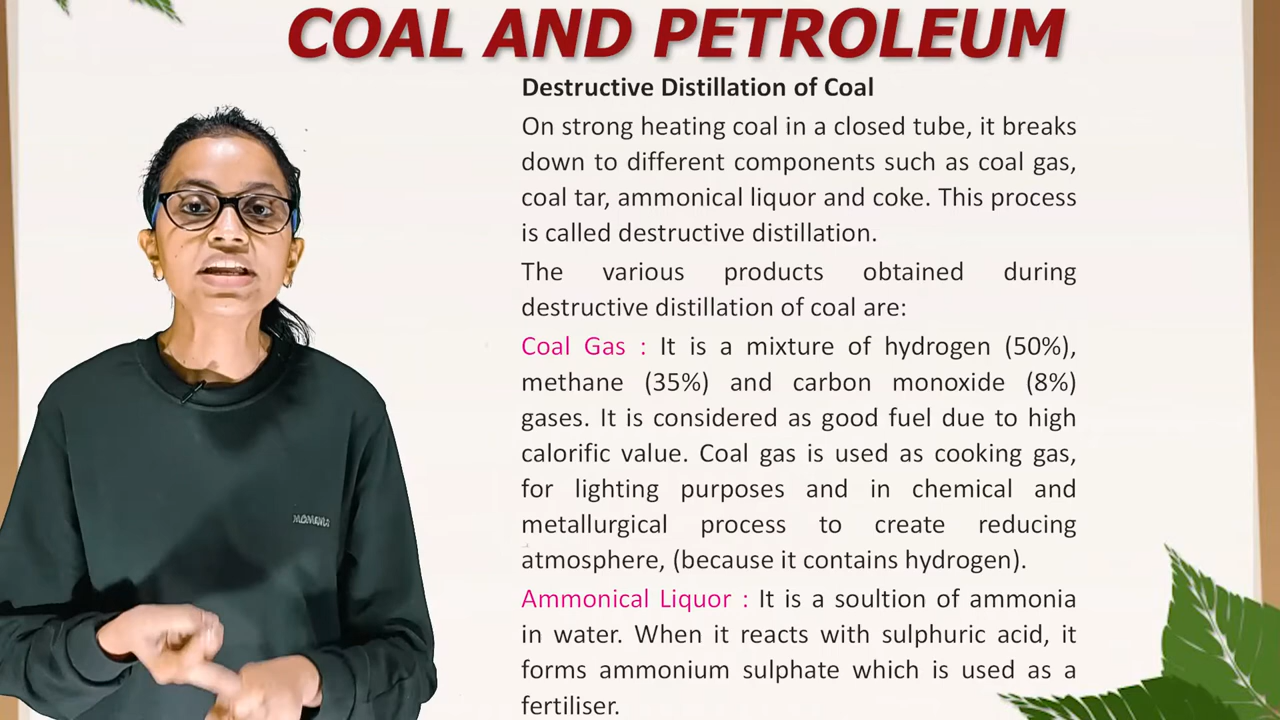 COAL AND PETROLEUM
Destructive Distillation of Coal
On strong heating coal in a closed tube, it breaks
down to different components such as coal gas,
coal tar, ammonical liquor and coke. This process
is called destructive distillation.
The various products obtained during
destructive distillation of coal are:
Coal Gas : It is a mixture of hydrogen (50%),
methane (35%) and carbon monoxide (8%)
gases. It is considered as good fuel due to high
calorific value. Coal gas is used as cooking gas,
for lighting purposes and in chemical and
metallurgical process to create reducing
atmosphere, (because it contains hydrogen).
Ammonical Liquor : It is a soultion of ammonia
in water. When it reacts with sulphuric acid, it
forms ammonium sulphate which is used as a
fertiliser.